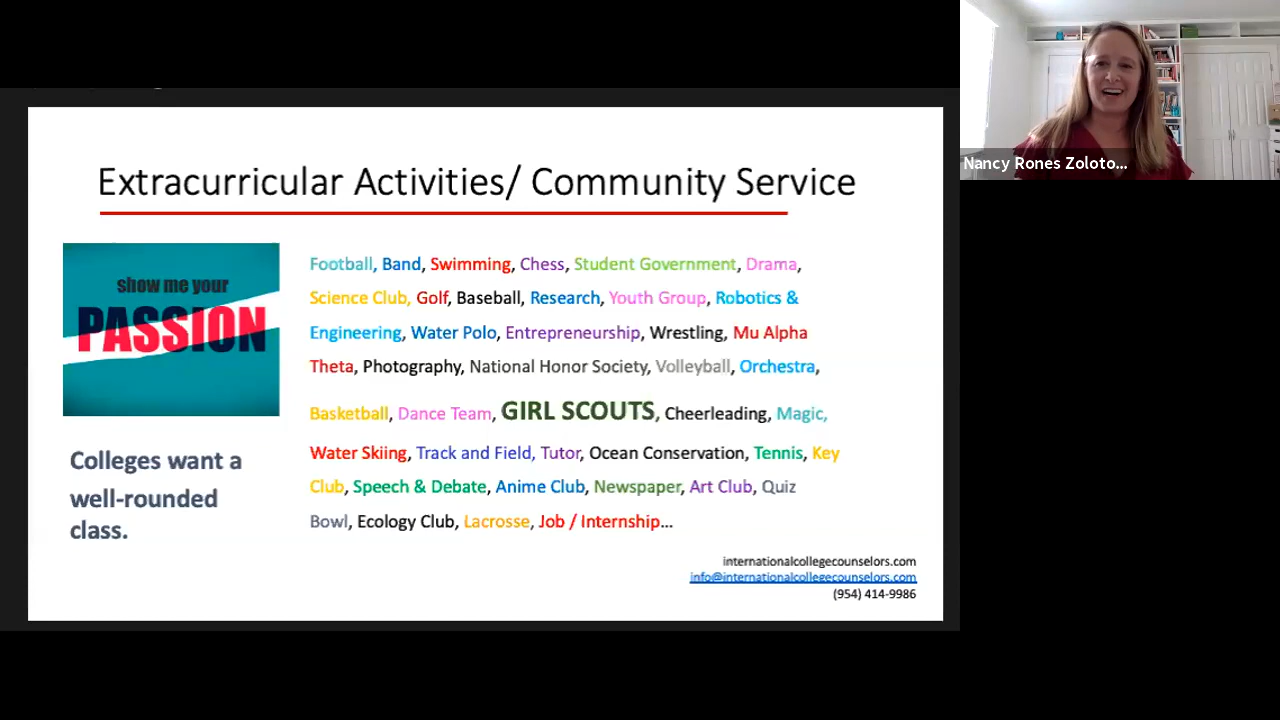 Nancy Rones Zoloto...
Extracurricular Activities/ Community Service
show me your
PASSION
Football, Band, Swimming, Chess, Student Government, Drama,
Science Club, Golf, Baseball, Research, Youth Group, Robotics &
Engineering, Water Polo, Entrepreneurship, Wrestling, Mu Alpha
Theta, Photography, National Honor Society, Volleyball, Orchestra,
Basketball, Dance Team, GIRL SCOUTS, Cheerleading, Magic,
Water Skiing, Track and Field, Tutor, Ocean Conservation, Tennis, Key
Club, Speech & Debate, Anime Club, Newspaper, Art Club, Quiz
Bowl, Ecology Club, Lacrosse, Job / Internship...
Colleges want a
well-rounded
class.
internationalcollegecounselors.com
info@internationalcollegecounselors.com
(954) 414-9986